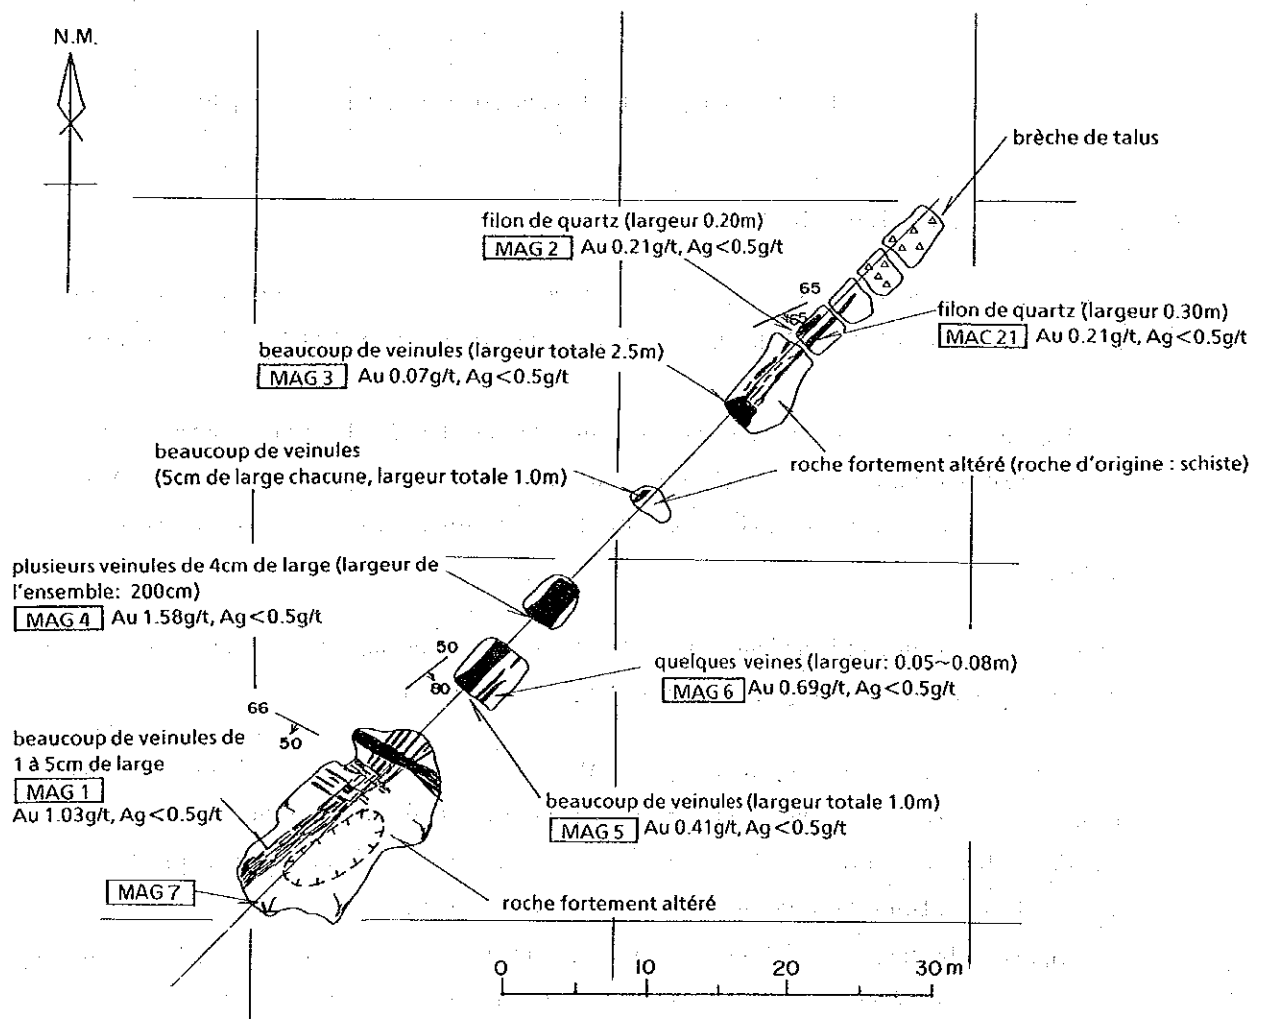 N.M.
brèche de talus
filon de quartz (largeur 0.20m)
MAG 2 Au 0.21g/t, Ag<0.5g/t
65
65
filon de quartz (largeur 0.30m)
MAC 21 Au 0.21g/t, Ag<0.5g/t
beaucoup de veinules (largeur totale 2.5m)
MAG 3 Au 0.07g/t, Ag<0.5g/t
beaucoup de veinules
(5cm de large chacune, largeur totale 1.0m)
roche fortement altéré (roche d'origine : schiste)
plusieurs veinules de 4cm de large (largeur de
l'ensemble: 200cm)
MAG 4 Au 1.58g/t, Ag<0.5g/t
50
80
quelques veines (largeur: 0.05~0.08m)
MAG 6 Au 0.69g/t, Ag<0.5g/t
66
50
beaucoup de veinules de
1 à 5cm de large
MAG 1
Au 1.03g/t, Ag<0.5g/t
beaucoup de veinules (largeur totale 1.0m)
MAG 5 Au 0.41g/t, Ag<0.5g/t
MAG 7
roche fortement altéré
0 10 20 30m